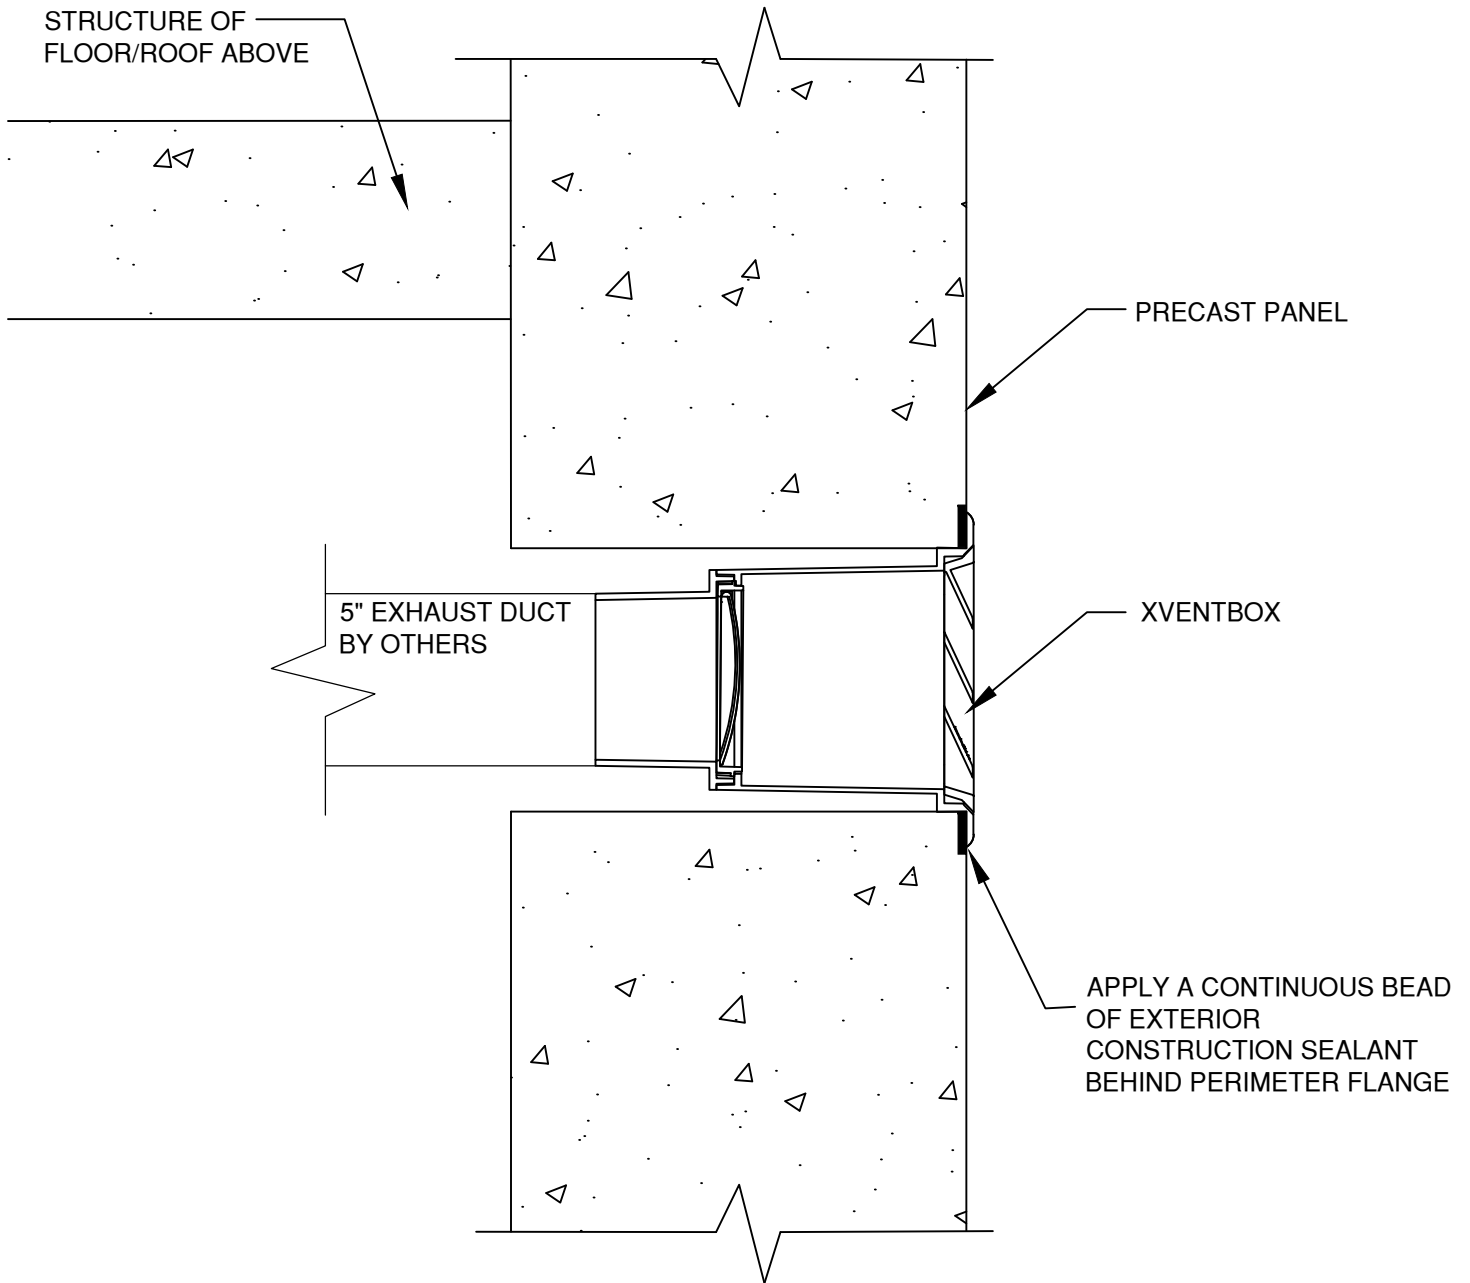 STRUCTURE OF
FLOOR/ROOF ABOVE
PRECAST PANEL
5" EXHAUST DUCT
BY OTHERS
XVENTBOX
APPLY A CONTINUOUS BEAD
OF EXTERIOR
CONSTRUCTION SEALANT
BEHIND PERIMETER FLANGE